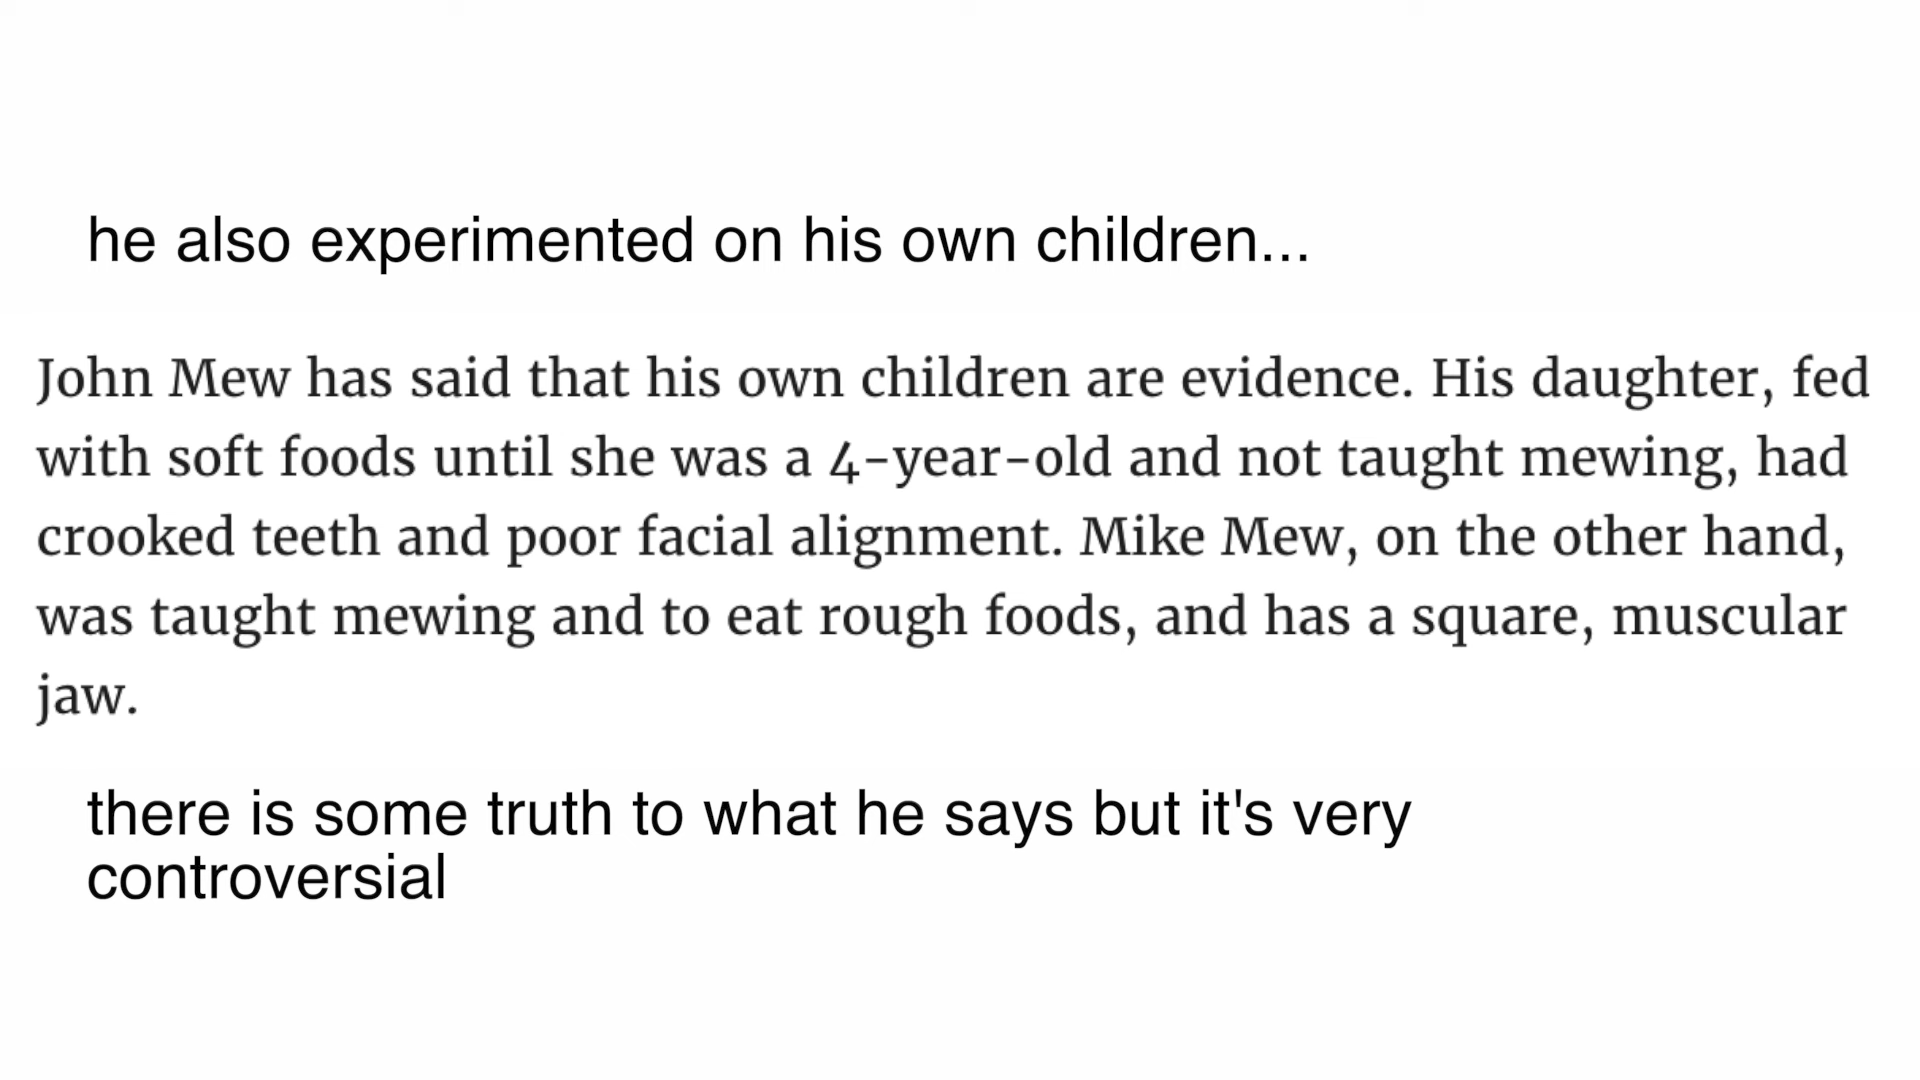 he also experimented on his own children...
John Mew has said that his own children are evidence. His daughter, fed
with soft foods until she was a 4-year-old and not taught mewing, had
crooked teeth and poor facial alignment. Mike Mew, on the other hand,
was taught mewing and to eat rough foods, and has a square, muscular
jaw.
there is some truth to what he says but it's very
controversial